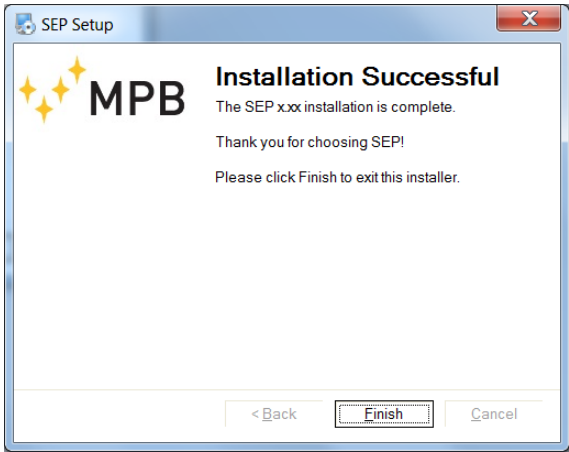 SEP Setup
MPB
Installation Successful
The SEP x.xx installation is complete.
Thank you for choosing SEP!
Please click Finish to exit this installer.
< Back
Finish
Cancel